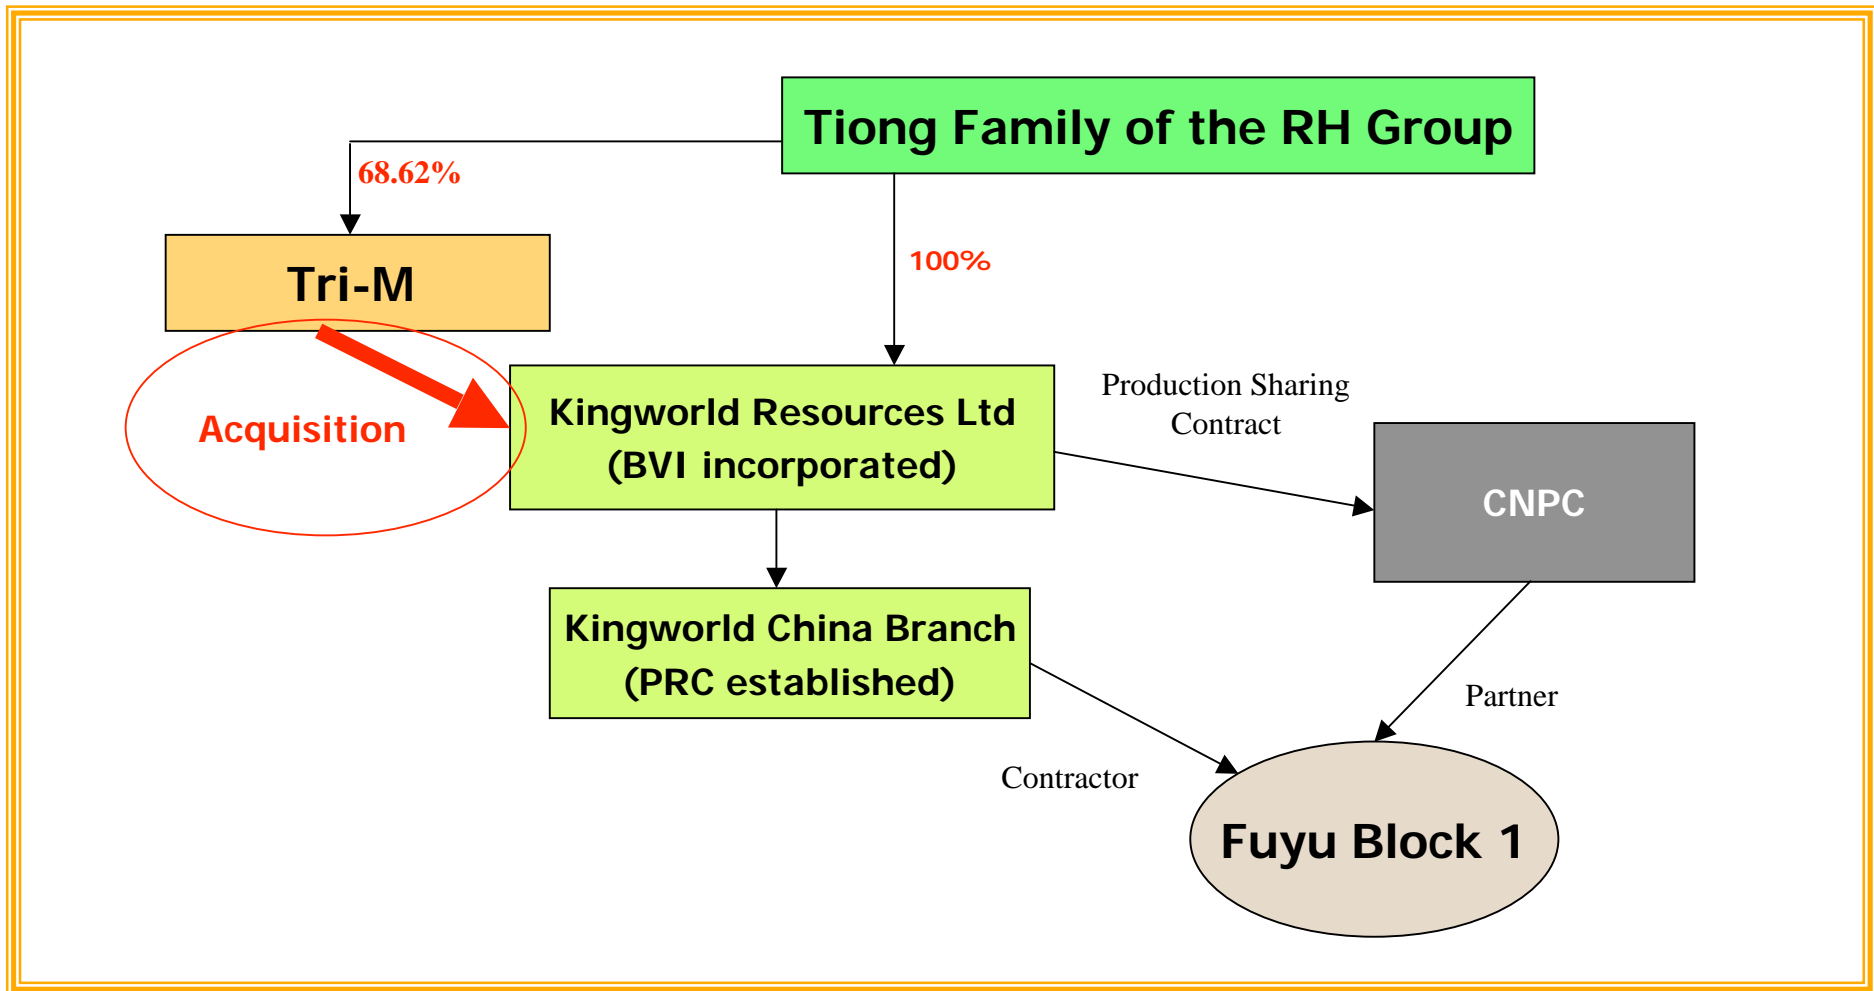 Tiong Family of the RH Group
68.62%
Tri-M
100%
Acquisition
Kingworld Resources Ltd
(BVI incorporated)
Production Sharing
Contract
CNPC
Kingworld China Branch
(PRC established)
Partner
Contractor
Fuyu Block 1